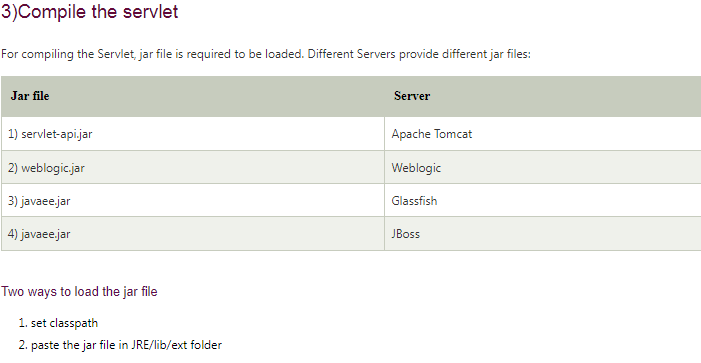 3)Compile the servlet
For compiling the Servlet, jar file is required to be loaded. Different Servers provide different jar files:
Jar file Server
1) servlet-api.jar Apache Tomcat
2) weblogic.jar Weblogic
3) javaee.jar Glassfish
4) javaee.jar JBoss
Two ways to load the jar file
1. set classpath
2. paste the jar file in JRE/lib/ext folder